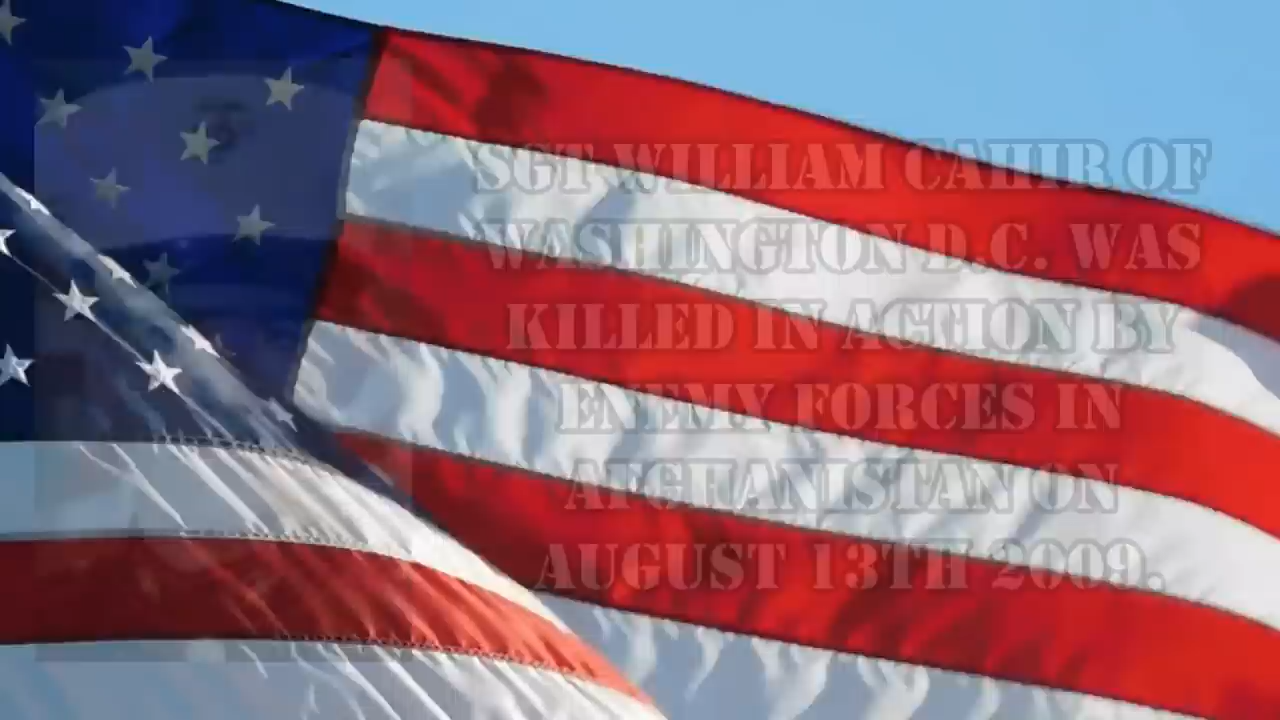 SGT WILLIAM CAHIR OF
WASHINGTON D.C. WAS
KILLED IN ACTION BY
ENEMY FORCES IN
AFGHANISTAN ON
AUGUST 13TH 2009.